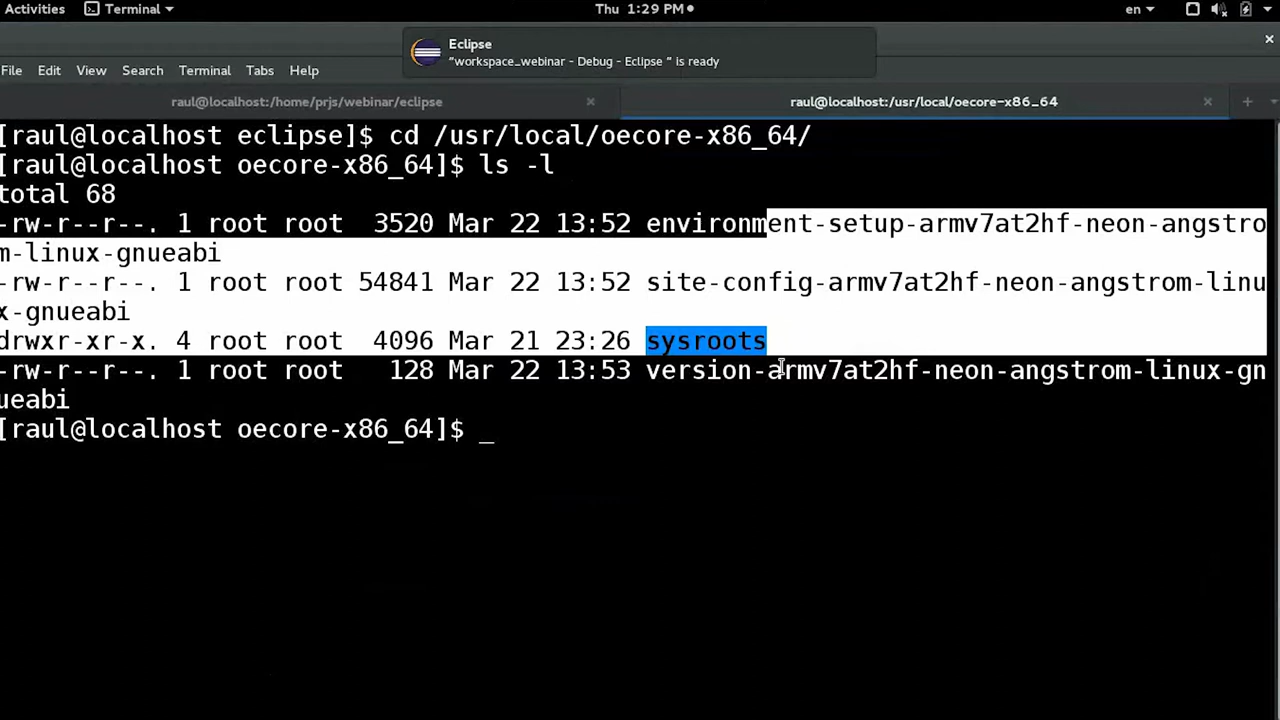 Activities Terminal Thu 1:29 PM en
Eclipse
"workspace_webinar - Debug - Eclipse " is ready
File Edit View Search Terminal Tabs Help
raul@localhost:/home/prjs/webinar/eclipse raul@localhost:/usr/local/oecore-x86_64
[raul@localhost eclipse]$ cd /usr/local/oecore-x86_64/
[raul@localhost oecore-x86_64]$ ls -l
total 68
-rw-r--r--. 1 root root 3520 Mar 22 13:52 environment-setup-armv7at2hf-neon-angstro
m-linux-gnueabi
-rw-r--r--. 1 root root 54841 Mar 22 13:52 site-config-armv7at2hf-neon-angstrom-linu
x-gnueabi
drwxr-xr-x. 4 root root 4096 Mar 21 23:26 sysroots
-rw-r--r--. 1 root root 128 Mar 22 13:53 version-armv7at2hf-neon-angstrom-linux-gn
ueabi
[raul@localhost oecore-x86_64]$ _